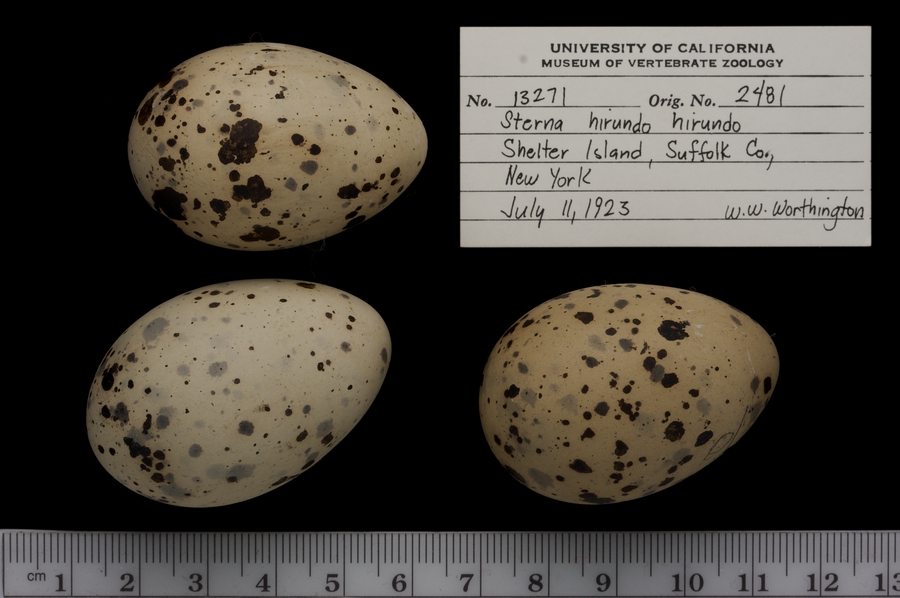 UNIVERSITY OF CALIFORNIA
MUSEUM OF VERTEBRATE ZOOLOGY
No. 13271 Orig. No. 2481
Sterna hirundo hirundo
Shelter Island, Suffolk Co.,
New York
July 11, 1923 W.W. Worthington
cm 1 2 3 4 5 6 7 8 9 10 11 12 13